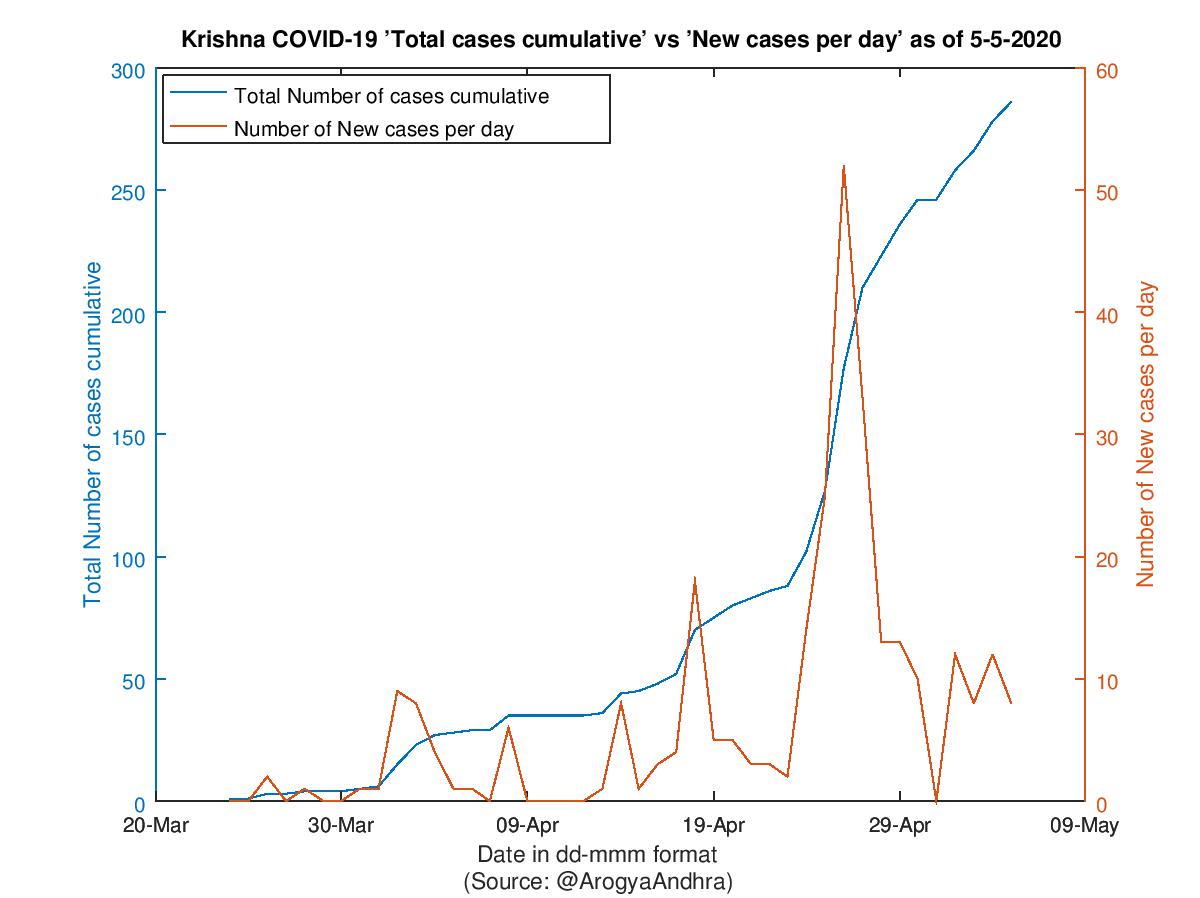 Krishna COVID-19 ’Total cases cumulative’ vs ’New cases per day’ as of 5-5-2020
Total Number of cases cumulative
Number of New cases per day
300
250
200
150
100
50
0
Total Number of cases cumulative
60
50
40
30
20
10
0
Number of New cases per day
20-Mar 30-Mar 09-Apr 19-Apr 29-Apr 09-May
Date in dd-mmm format
(Source: @ArogyaAndhra)